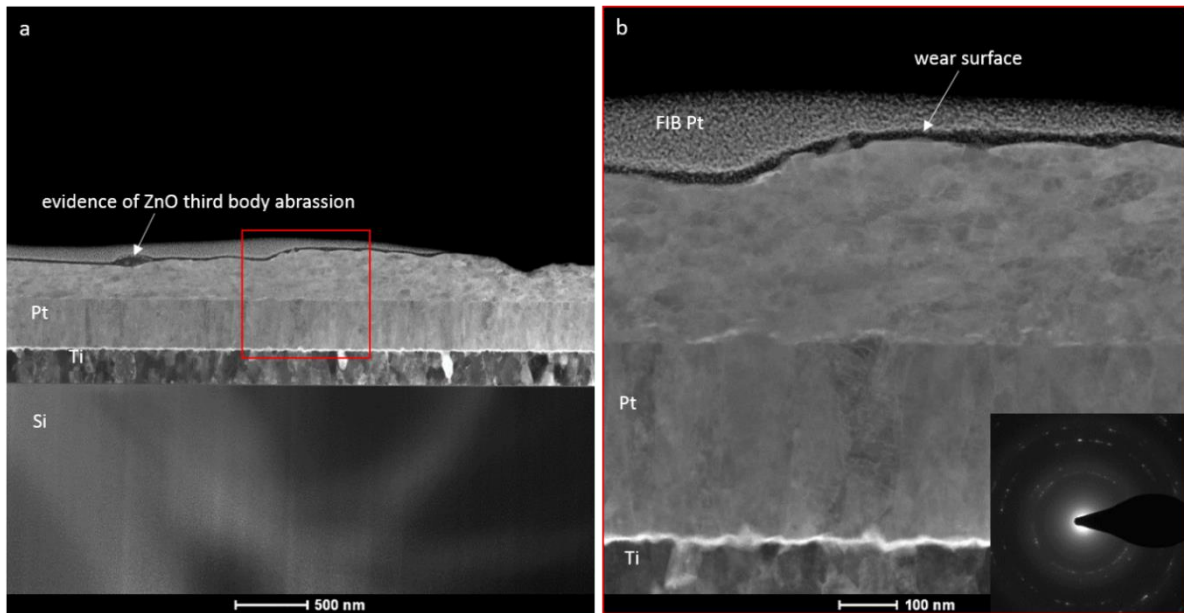 a
evidence of ZnO third body abrassion
Pt
Ti
Si
500 nm
b
wear surface
FIB Pt
Pt
Ti
100 nm